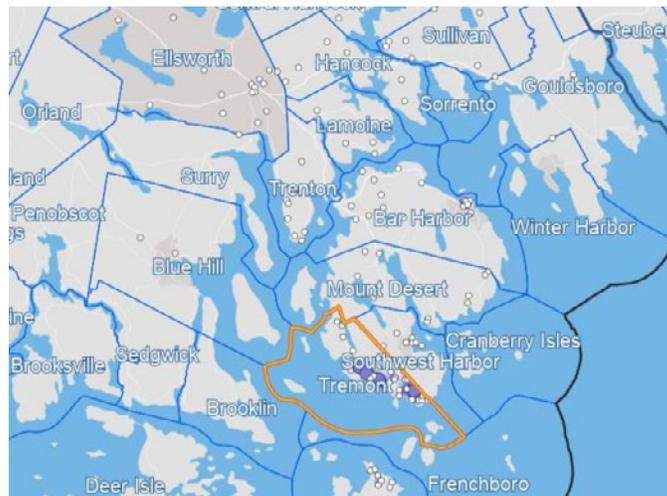 Ellsworth
Sullivan
Steuben
Hancock
Gouldsboro
Orland
Sorrento
Lamoine
Surry
Trenton
Penobscot
Bar Harbor
Winter Harbor
Blue Hill
Mount Desert
Cranberry Isles
Southwest Harbor
Brooksville
Sedgwick
Tremont
Brooklin
Deer Isle
Frenchboro